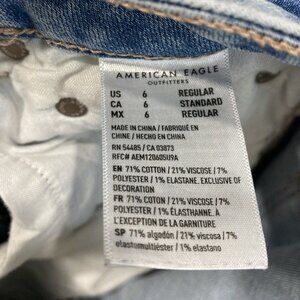 AMERICAN EAGLE
OUTFITTERS
US 6 REGULAR
CA 6 STANDARD
MX 6 REGULAR
MADE IN CHINA / FABRIQUÉ EN
CHINE / HECHO EN CHINA
RN 54485 / CA 03873
RFC# AEM120605U9A
EN 71% COTTON / 21% VISCOSE / 7%
POLYESTER / 1% ELASTANE. EXCLUSIVE OF
DECORATION
FR 71% COTON / 21% VISCOSE / 7%
POLYESTER / 1% ÉLASTHANNE.
EXCLUSION DE LA GARNITURE
SP 71% algodón / 21% viscosa / 7%
elastomultiéster / 1% elastano